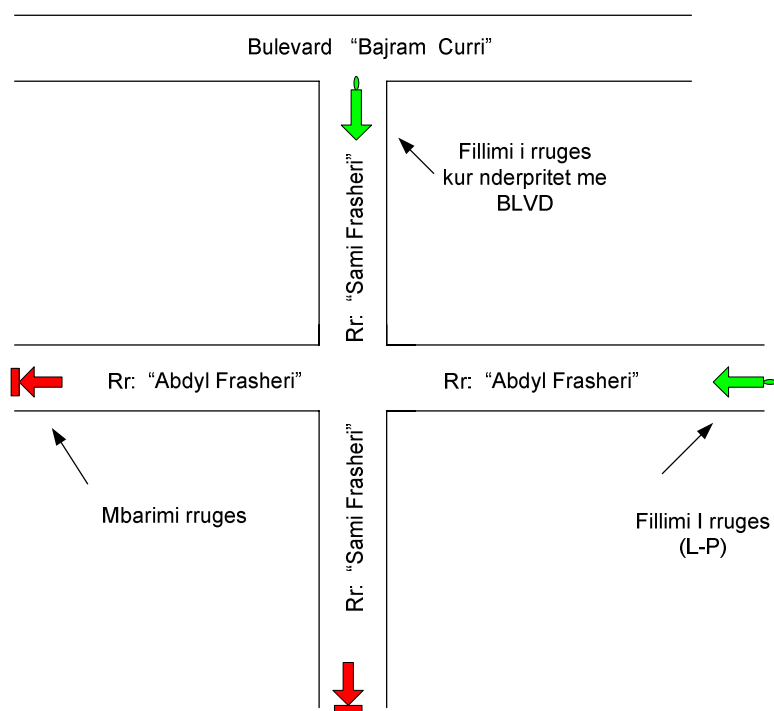 Bulevard “Bajram Curri”
Fillimi i rruges
kur nderpritet me
BLVD
Rr: “Sami Frasheri”
Rr: “Abdyl Frasheri”
Rr: “Abdyl Frasheri”
Mbarimi rruges
Rr: “Sami Frasheri”
Fillimi I rruges
(L-P)